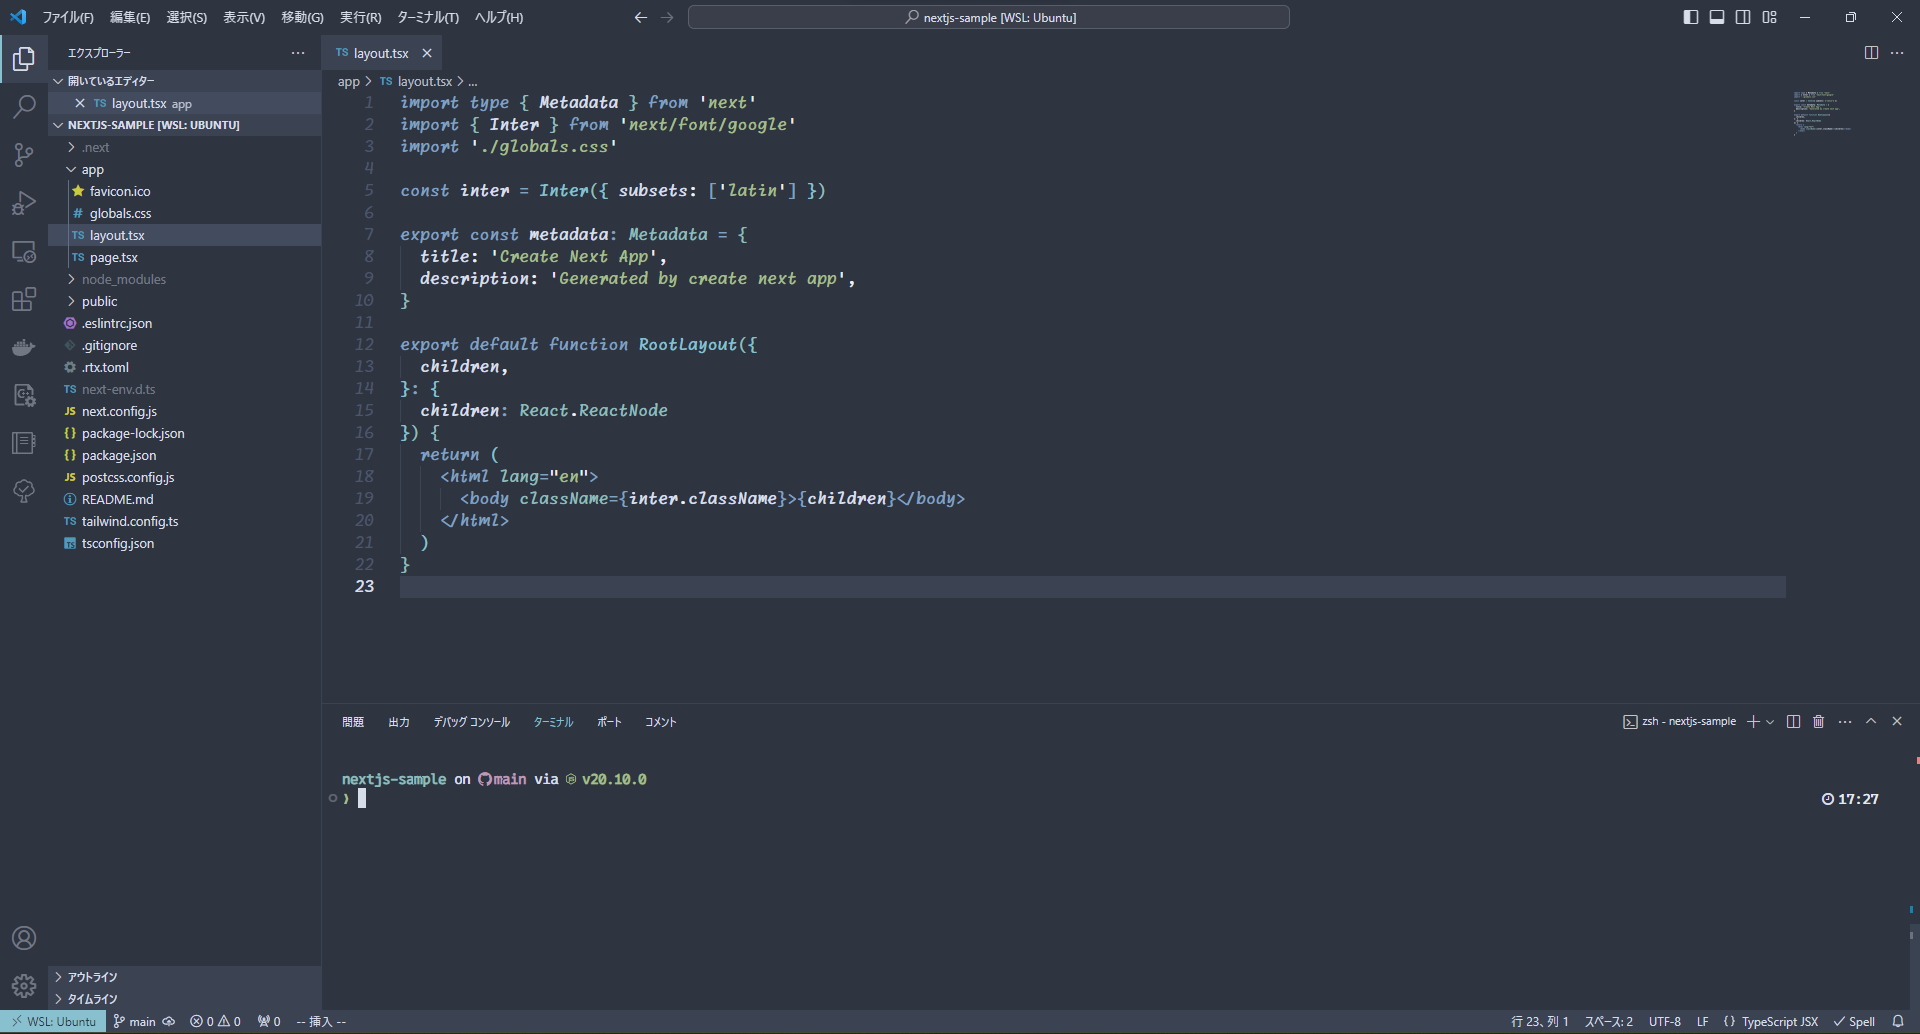 ファイル(F) 編集(E) 選択(S) 表示(V) 移動(G) 実行(R) ターミナル(T) ヘルプ(H) nextjs-sample [WSL: Ubuntu]
エクスプローラー
開いているエディター
TS layout.tsx app
NEXTJS-SAMPLE [WSL: UBUNTU]
.next
app
favicon.ico
# globals.css
TS layout.tsx
TS page.tsx
node_modules
public
.eslintrc.json
.gitignore
.rtx.toml
TS next-env.d.ts
JS next.config.js
{} package-lock.json
{} package.json
JS postcss.config.js
README.md
TS tailwind.config.ts
TS tsconfig.json
アウトライン
タイムライン
TS layout.tsx
app > TS layout.tsx > ...
1 import type { Metadata } from 'next'
2 import { Inter } from 'next/font/google'
3 import './globals.css'
4
5 const inter = Inter({ subsets: ['latin'] })
6
7 export const metadata: Metadata = {
8 title: 'Create Next App',
9 description: 'Generated by create next app',
10 }
11
12 export default function RootLayout({
13 children,
14 }: {
15 children: React.ReactNode
16 }) {
17 return (
18 <html lang="en">
19 <body className={inter.className}>{children}</body>
20 </html>
21 )
22 }
23
問題 出力 デバッグ コンソール ターミナル ポート コメント zsh - nextjs-sample
nextjs-sample on main via v20.10.0
❯ 17:27
WSL: Ubuntu main 0 0 0 -- 挿入 -- 行 23、列 1 スペース: 2 UTF-8 LF {} TypeScript JSX Spell